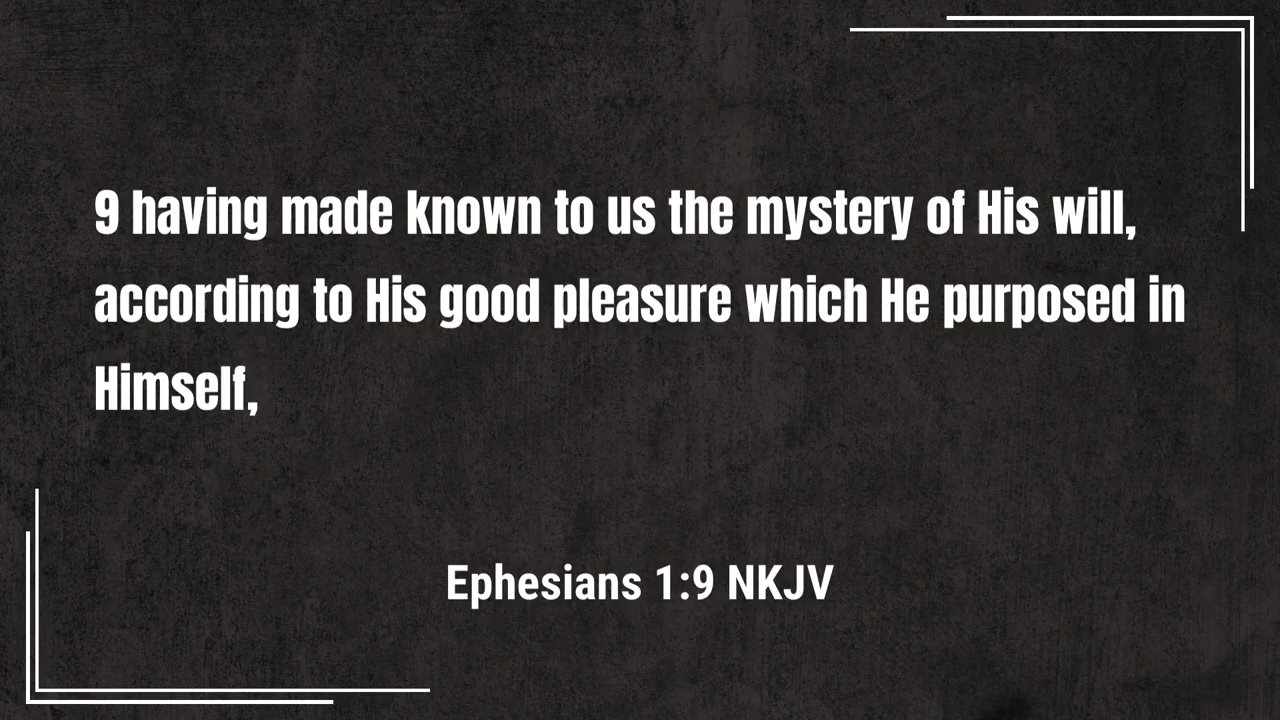 9 having made known to us the mystery of His will,
according to His good pleasure which He purposed in
Himself,
Ephesians 1:9 NKJV